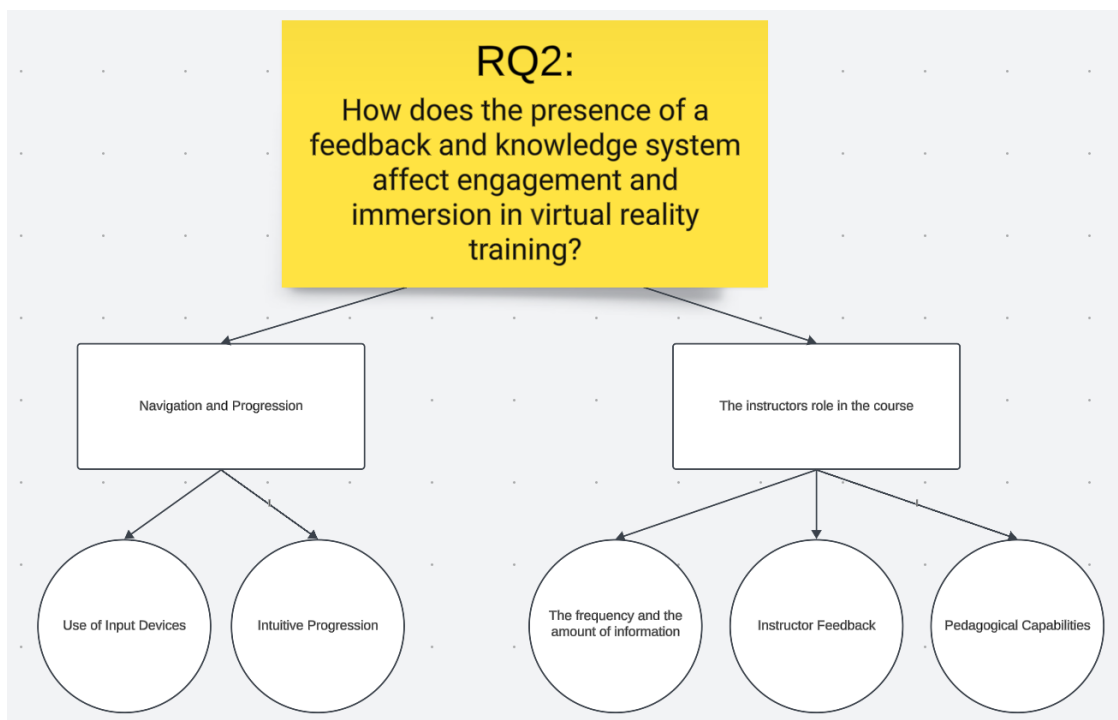 RQ2:
How does the presence of a
feedback and knowledge system
affect engagement and
immersion in virtual reality
training?
Navigation and Progression
The instructors role in the course
Use of Input Devices
Intuitive Progression
The frequency and the
amount of information
Instructor Feedback
Pedagogical Capabilities